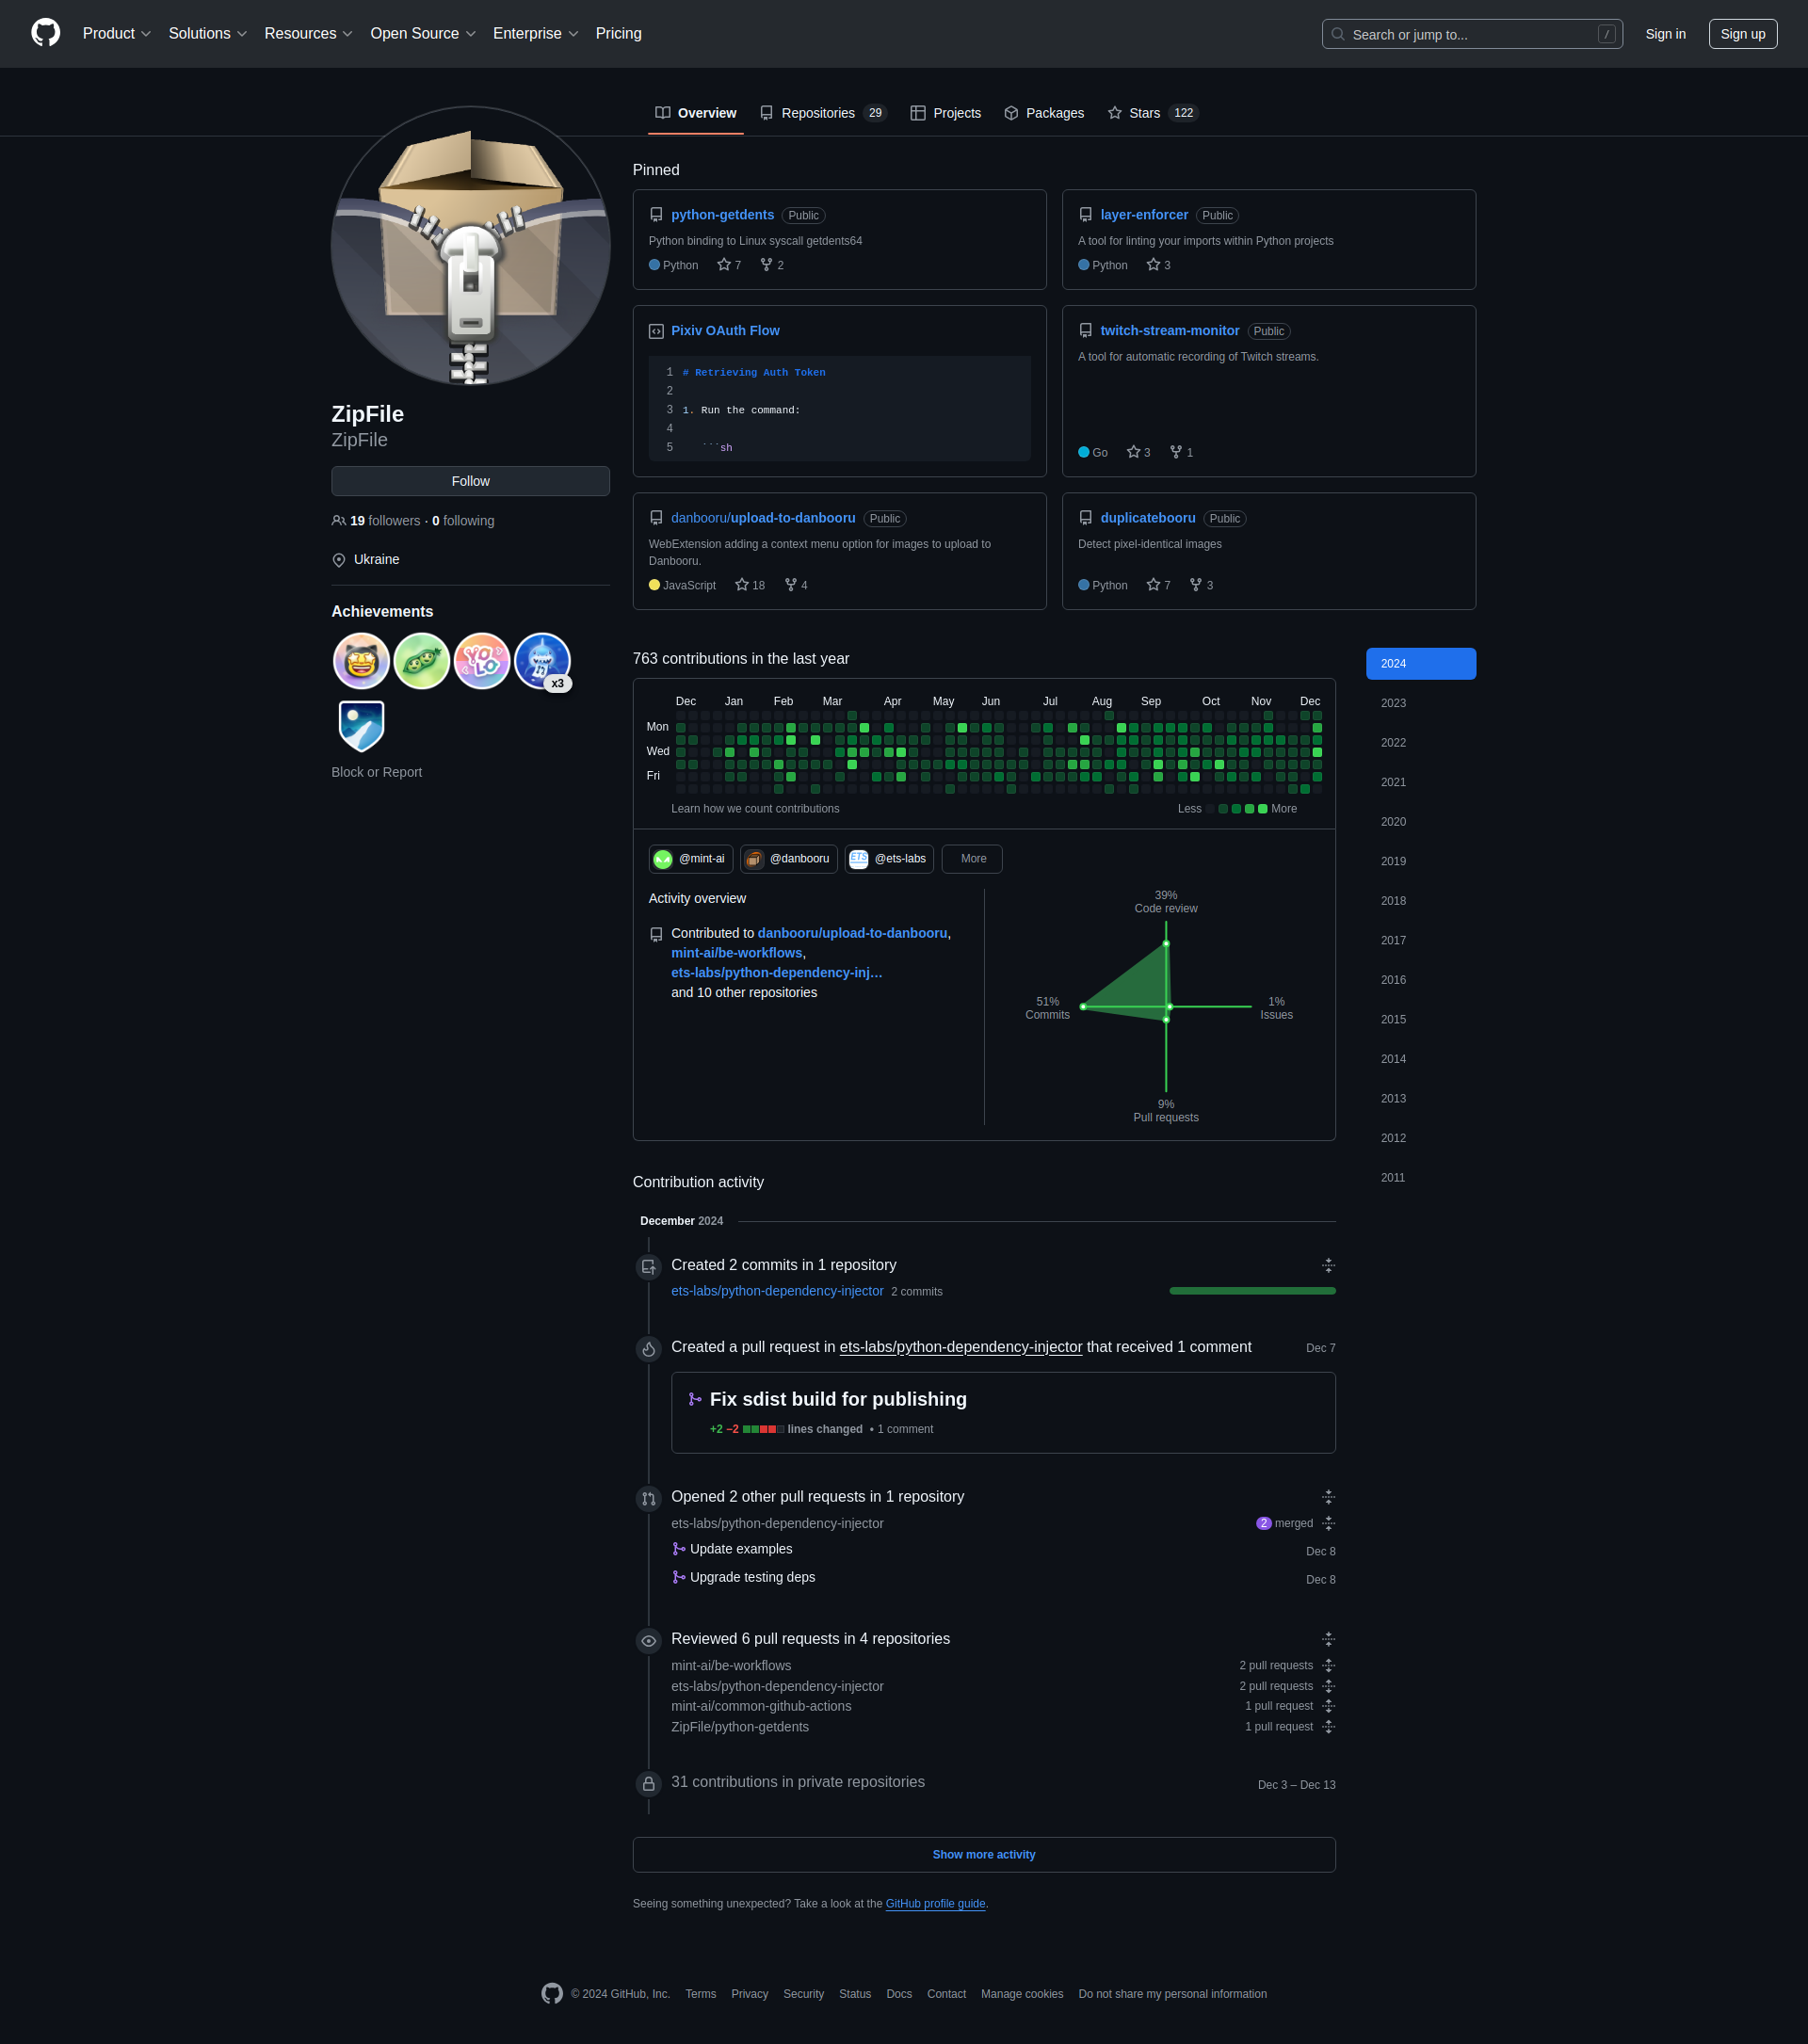 Product Solutions Resources Open Source Enterprise Pricing Search or jump to... / Sign in Sign up
Overview Repositories 29 Projects Packages Stars 122
ZipFile
ZipFile
Follow
19 followers · 0 following
Ukraine
Achievements
YOLO
x3
Block or Report
Pinned
python-getdents Public
Python binding to Linux syscall getdents64
Python 7 2
layer-enforcer Public
A tool for linting your imports within Python projects
Python 3
Pixiv OAuth Flow
1 # Retrieving Auth Token
2
3 1. Run the command:
4
5 ```sh
twitch-stream-monitor Public
A tool for automatic recording of Twitch streams.
Go 3 1
danbooru/upload-to-danbooru Public
WebExtension adding a context menu option for images to upload to
Danbooru.
JavaScript 18 4
duplicatebooru Public
Detect pixel-identical images
Python 7 3
763 contributions in the last year
Dec Jan Feb Mar Apr May Jun Jul Aug Sep Oct Nov Dec
Mon
Wed
Fri
Learn how we count contributions Less More
@mint-ai @danbooru ETS @ets-labs More
Activity overview
Contributed to danbooru/upload-to-danbooru,
mint-ai/be-workflows,
ets-labs/python-dependency-inj…
and 10 other repositories
39%
Code review
51%
Commits
1%
Issues
9%
Pull requests
2024
2023
2022
2021
2020
2019
2018
2017
2016
2015
2014
2013
2012
2011
Contribution activity
December 2024
Created 2 commits in 1 repository
ets-labs/python-dependency-injector 2 commits
Created a pull request in ets-labs/python-dependency-injector that received 1 comment Dec 7
Fix sdist build for publishing
+2 −2 lines changed • 1 comment
Opened 2 other pull requests in 1 repository
ets-labs/python-dependency-injector 2 merged
Update examples Dec 8
Upgrade testing deps Dec 8
Reviewed 6 pull requests in 4 repositories
mint-ai/be-workflows 2 pull requests
ets-labs/python-dependency-injector 2 pull requests
mint-ai/common-github-actions 1 pull request
ZipFile/python-getdents 1 pull request
31 contributions in private repositories Dec 3 – Dec 13
Show more activity
Seeing something unexpected? Take a look at the GitHub profile guide.
© 2024 GitHub, Inc. Terms Privacy Security Status Docs Contact Manage cookies Do not share my personal information